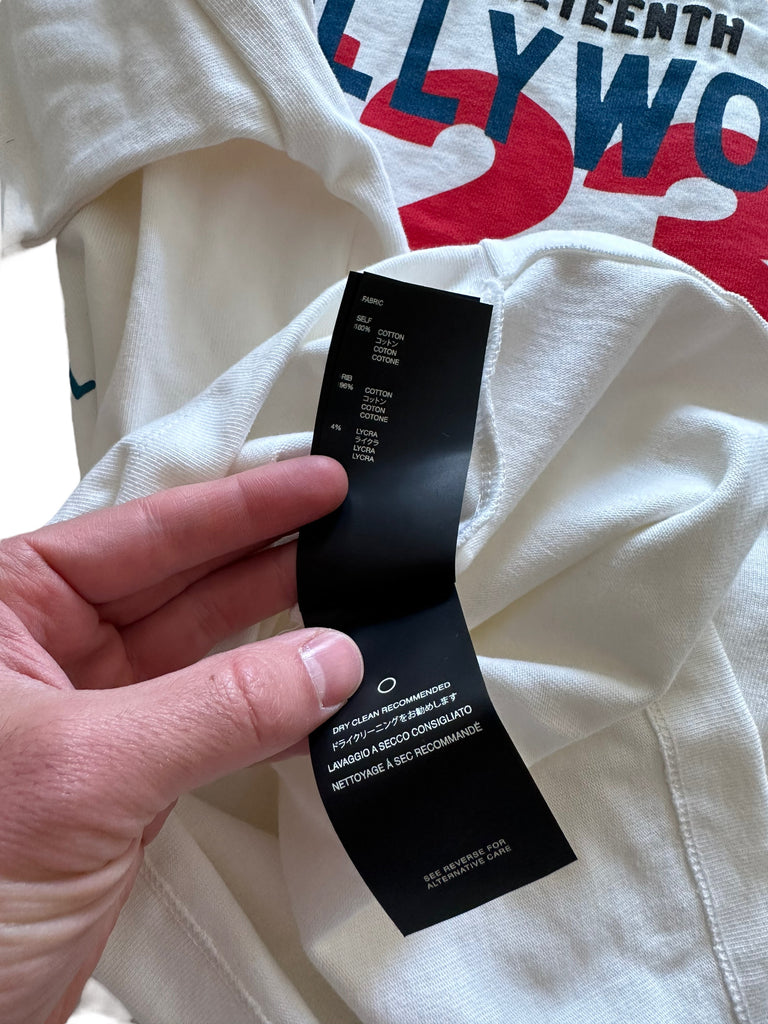 ETEENTH
LLYWO
23
FABRIC
SELF
100% COTTON
コットン
COTON
COTONE
RIB
96% COTTON
コットン
COTON
COTONE
4% LYCRA
ライクラ
LYCRA
LYCRA
DRY CLEAN RECOMMENDED
ドライクリーニングをお勧めします
LAVAGGIO A SECCO CONSIGLIATO
NETTOYAGE À SEC RECOMMANDÉ
SEE REVERSE FOR
ALTERNATIVE CARE